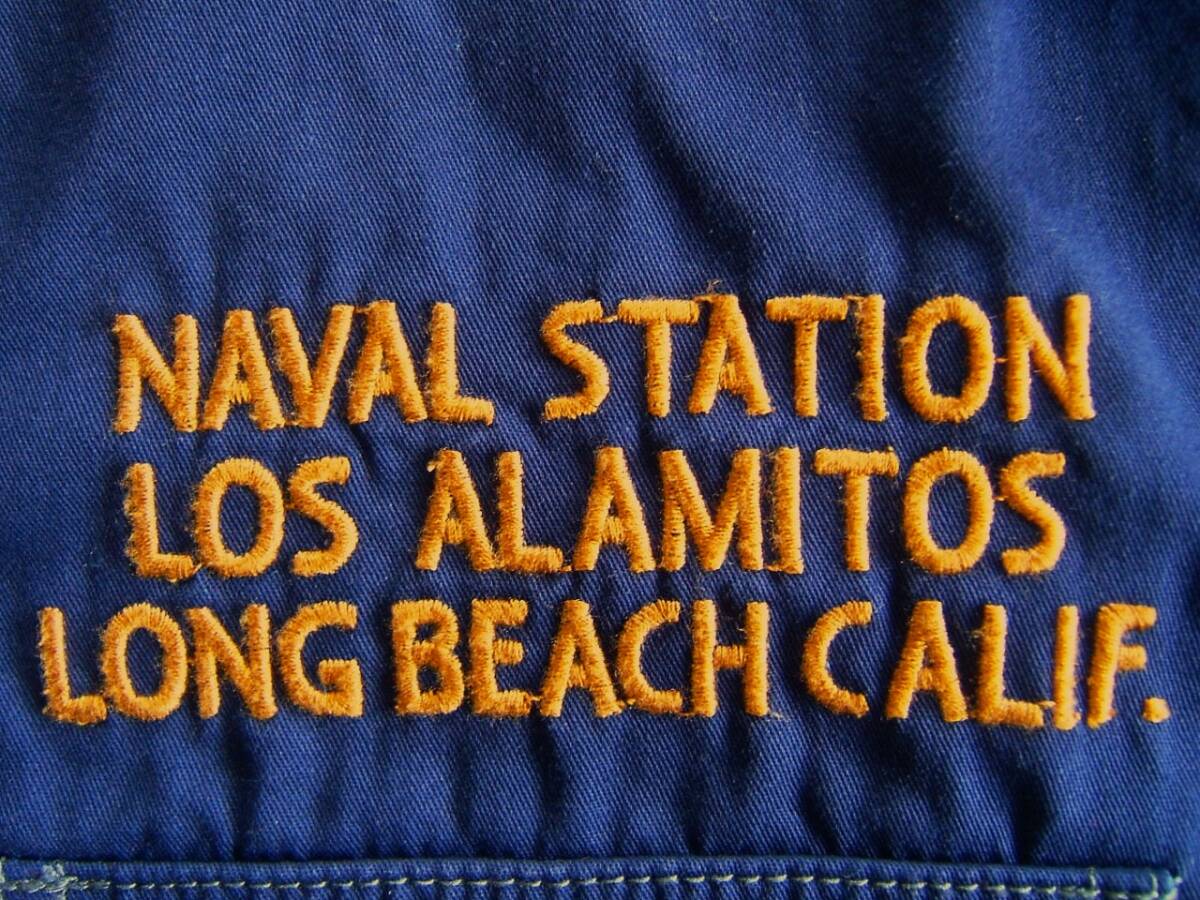 NAVAL STATION
LOS ALAMITOS
LONG BEACH CALIF.